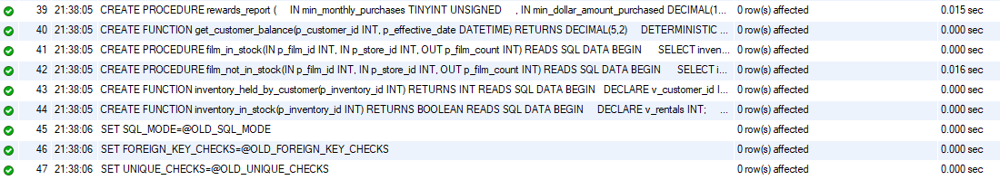 39 21:38:05 CREATE PROCEDURE rewards_report ( IN min_monthly_purchases TINYINT UNSIGNED , IN min_dollar_amount_purchased DECIMAL(1... 0 row(s) affected 0.015 sec
40 21:38:05 CREATE FUNCTION get_customer_balance(p_customer_id INT, p_effective_date DATETIME) RETURNS DECIMAL(5,2) DETERMINISTIC ... 0 row(s) affected 0.000 sec
41 21:38:05 CREATE PROCEDURE film_in_stock(IN p_film_id INT, IN p_store_id INT, OUT p_film_count INT) READS SQL DATA BEGIN SELECT inven... 0 row(s) affected 0.000 sec
42 21:38:05 CREATE PROCEDURE film_not_in_stock(IN p_film_id INT, IN p_store_id INT, OUT p_film_count INT) READS SQL DATA BEGIN SELECT i... 0 row(s) affected 0.016 sec
43 21:38:05 CREATE FUNCTION inventory_held_by_customer(p_inventory_id INT) RETURNS INT READS SQL DATA BEGIN DECLARE v_customer_id I... 0 row(s) affected 0.000 sec
44 21:38:05 CREATE FUNCTION inventory_in_stock(p_inventory_id INT) RETURNS BOOLEAN READS SQL DATA BEGIN DECLARE v_rentals INT; ... 0 row(s) affected 0.000 sec
45 21:38:06 SET SQL_MODE=@OLD_SQL_MODE 0 row(s) affected 0.000 sec
46 21:38:06 SET FOREIGN_KEY_CHECKS=@OLD_FOREIGN_KEY_CHECKS 0 row(s) affected 0.000 sec
47 21:38:06 SET UNIQUE_CHECKS=@OLD_UNIQUE_CHECKS 0 row(s) affected 0.000 sec